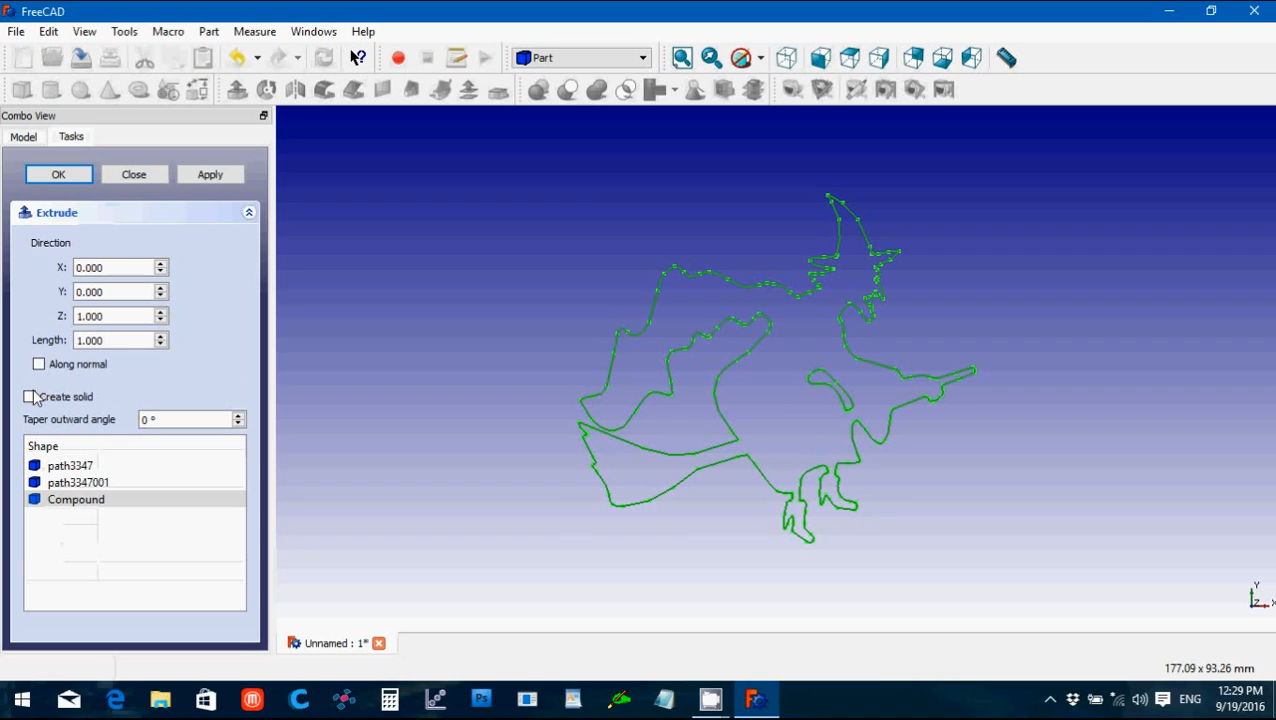 FreeCAD
File Edit View Tools Macro Part Measure Windows Help
Part
Combo View
Model Tasks
OK Close Apply
Extrude
Direction
X: 0.000
Y: 0.000
Z: 1.000
Length: 1.000
Along normal
Create solid
Taper outward angle 0 °
Shape
path3347
path3347001
Compound
Y
Z X
Unnamed : 1*
177.09 x 93.26 mm
Ps
ENG
12:29 PM
9/19/2016